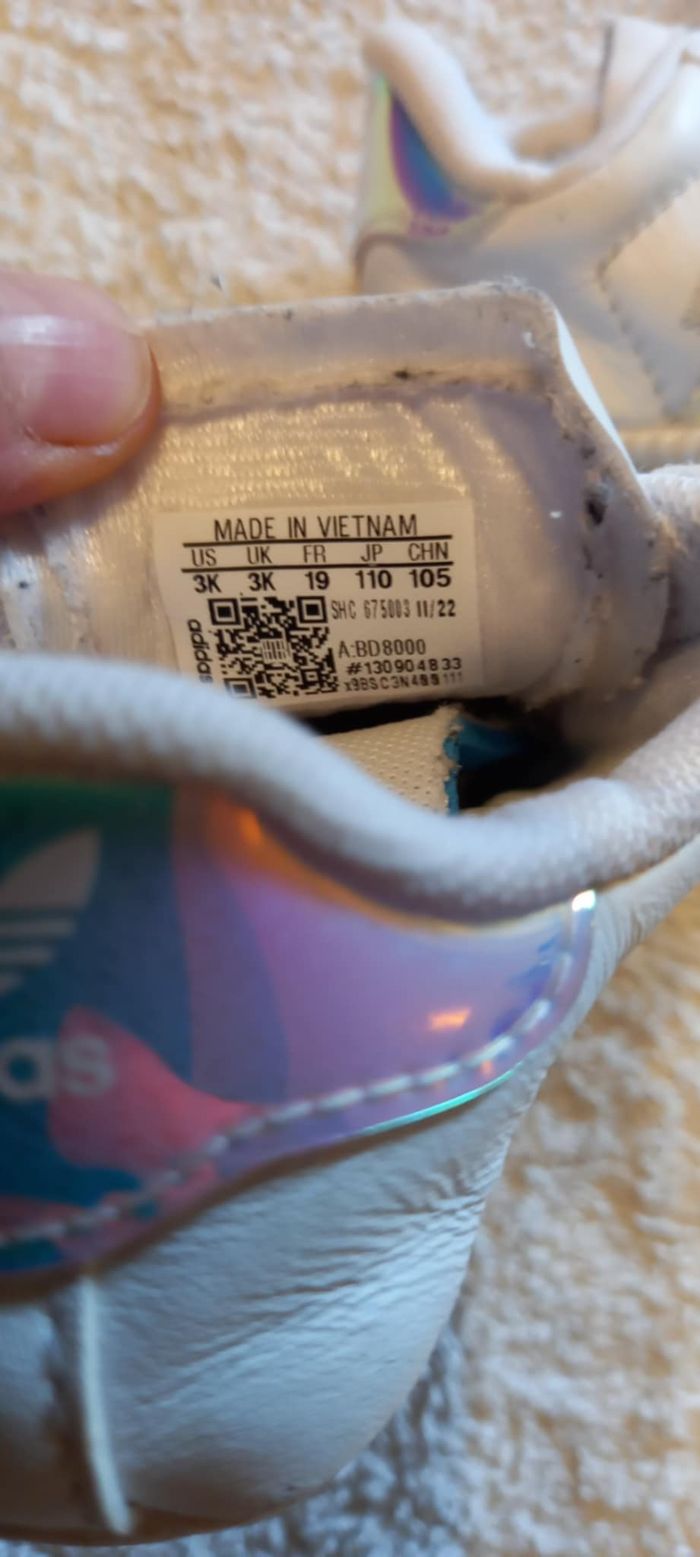 MADE IN VIETNAM
US UK FR JP CHN
3K 3K 19 110 105
SHC 675003 11/22
adidas
A:BD8000
#130904833
as